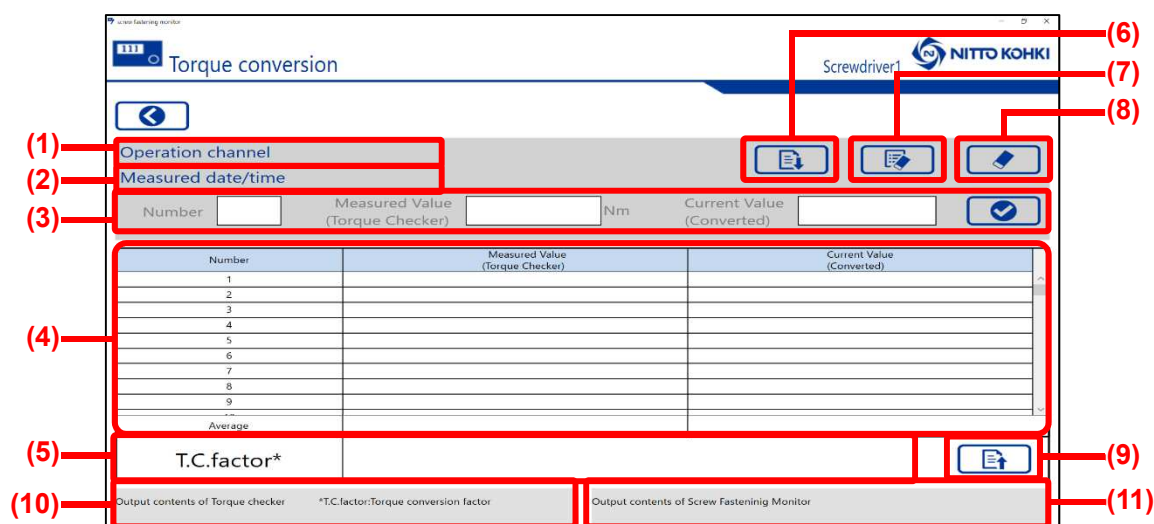 screw fastening monitor
Torque conversion
Screwdriver1
NITTO KOHKI
(6)
(7)
(8)
(1)
Operation channel
(2)
Measured date/time
(3)
Number
Measured Value
(Torque Checker)
Nm
Current Value
(Converted)
Number
Measured Value
(Torque Checker)
Current Value
(Converted)
1
2
3
(4)
4
5
6
7
8
9
Average
(5)
T.C.factor*
(9)
(10)
Output contents of Torque checker
*T.C.factor:Torque conversion factor
Output contents of Screw Fasteninig Monitor
(11)